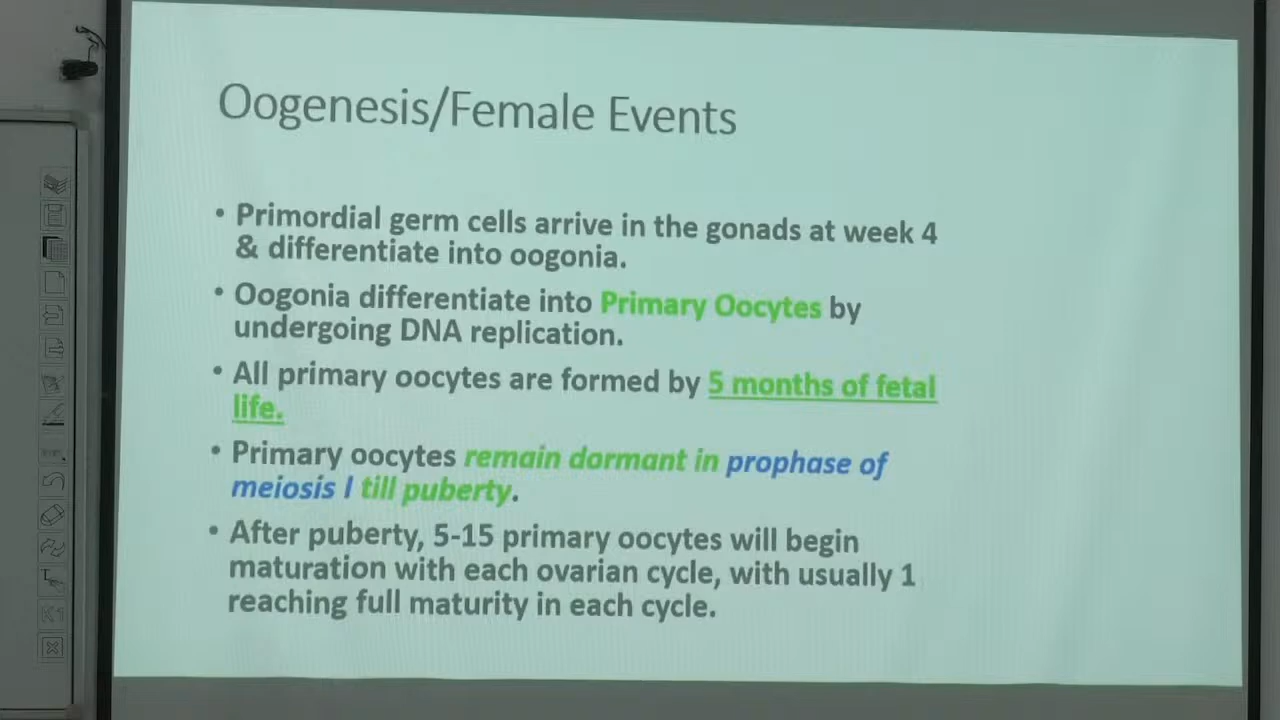 Oogenesis/Female Events
• Primordial germ cells arrive in the gonads at week 4
& differentiate into oogonia.
• Oogonia differentiate into Primary Oocytes by
undergoing DNA replication.
• All primary oocytes are formed by 5 months of fetal
life.
• Primary oocytes remain dormant in prophase of
meiosis I till puberty.
• After puberty, 5-15 primary oocytes will begin
maturation with each ovarian cycle, with usually 1
reaching full maturity in each cycle.